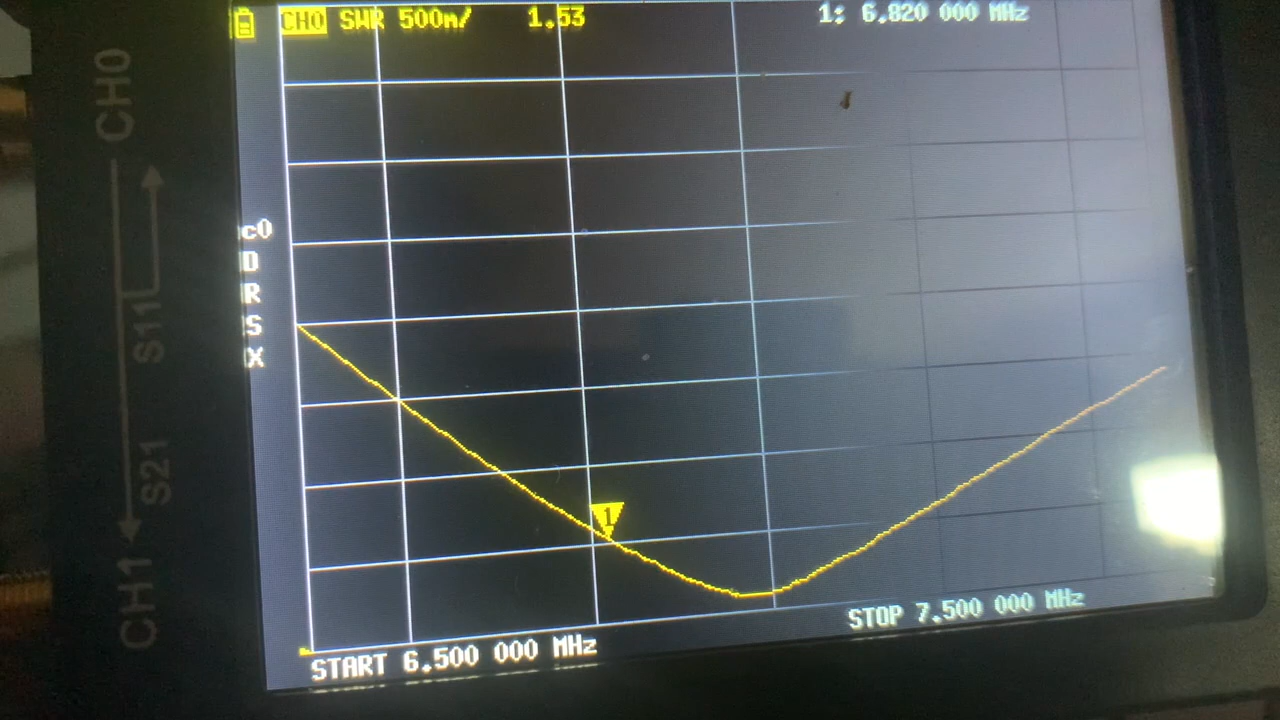 CH0 SWR 500m/ 1.53 1: 6.820 000 MHz
c0
D
R
S
X
1
START 6.500 000 MHz STOP 7.500 000 MHz
CH0
S11
S21
CH1